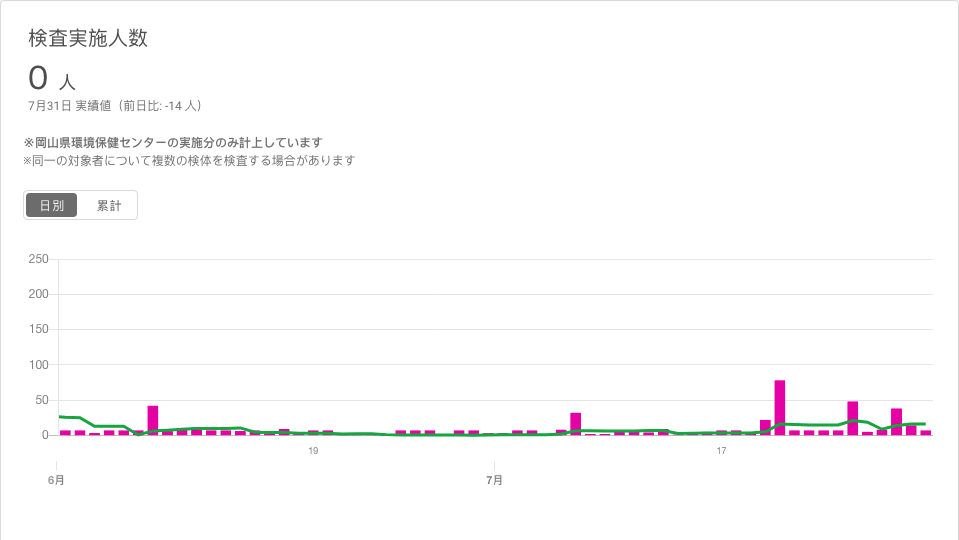 検査実施人数
0 人
7月31日 実績値（前日比: -14 人）
※岡山県環境保健センターの実施分のみ計上しています
※同一の対象者について複数の検体を検査する場合があります
日別 累計
250
200
150
100
50
0
19 17
6月 7月